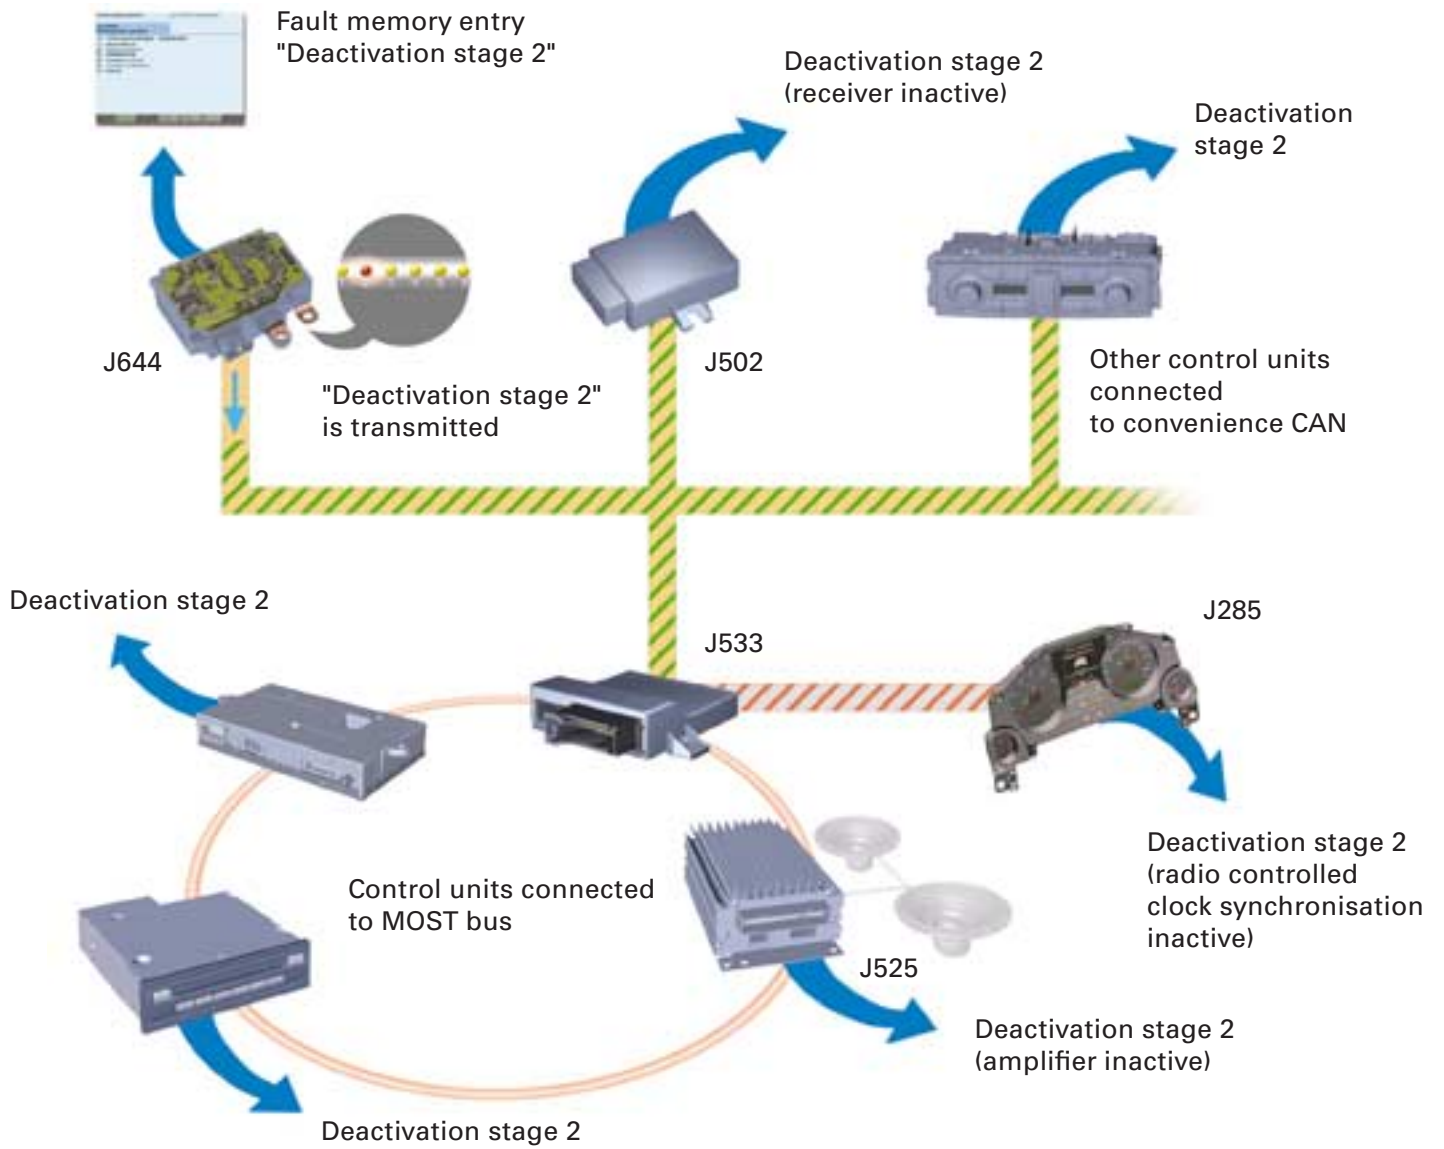 Fault memory entry
"Deactivation stage 2"
Deactivation stage 2
(receiver inactive)
Deactivation
stage 2
J644
"Deactivation stage 2"
is transmitted
J502
Other control units
connected
to convenience CAN
Deactivation stage 2
J533
J285
Control units connected
to MOST bus
J525
Deactivation stage 2
(radio controlled
clock synchronisation
inactive)
Deactivation stage 2
(amplifier inactive)
Deactivation stage 2